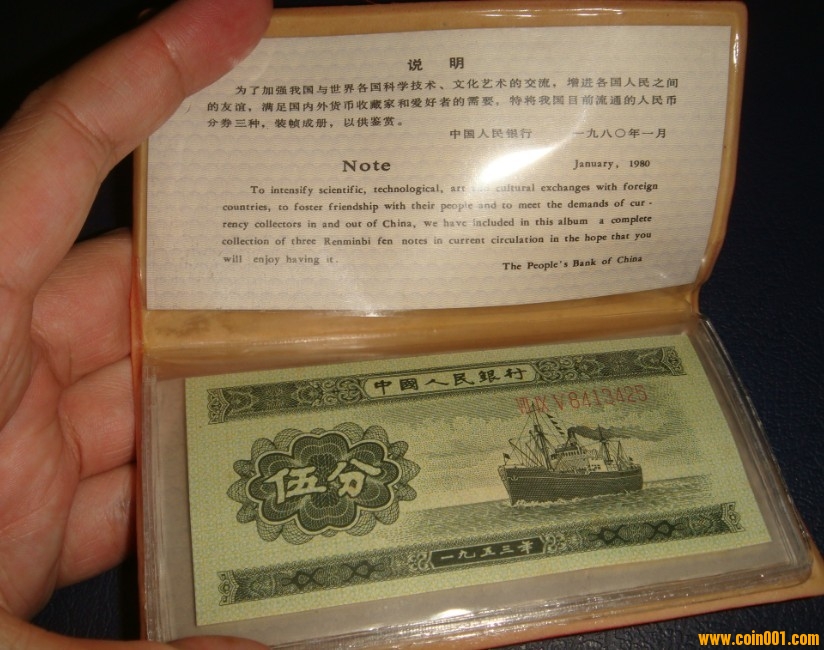 说 明
为了加强我国与世界各国科学技术、文化艺术的交流，增进各国人民之间
的友谊，满足国内外货币收藏家和爱好者的需要，特将我国目前流通的人民币
分券三种，装帧成册，以供鉴赏。
中国人民银行 一九八〇年一月
Note January, 1980
To intensify scientific, technological, art and cultural exchanges with foreign
countries, to foster friendship with their people and to meet the demands of cur-
rency collectors in and out of China, we have included in this album a complete
collection of three Renminbi fen notes in current circulation in the hope that you
will enjoy having it.
The People's Bank of China
中國人民銀行
V8413425
伍分
一九五三年
www.coin001.com